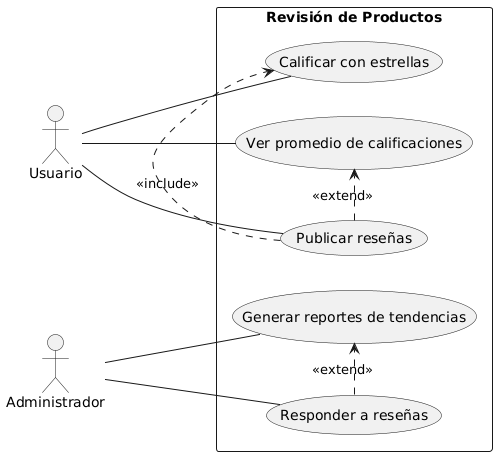 Revisión de Productos
Calificar con estrellas
Ver promedio de calificaciones
Usuario
«include»
«extend»
Publicar reseñas
Generar reportes de tendencias
«extend»
Administrador
Responder a reseñas